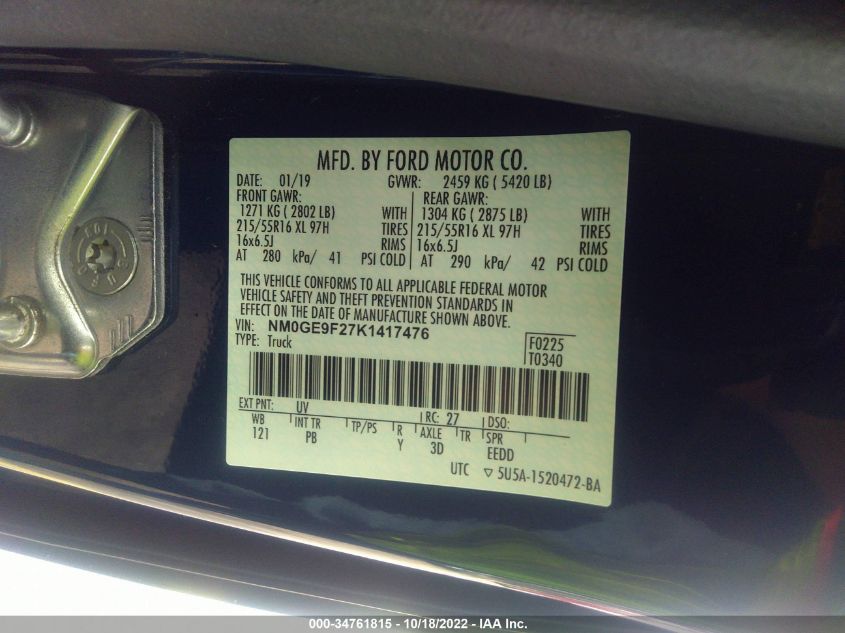 MFD. BY FORD MOTOR CO.
DATE: 01/19 GVWR: 2459 KG ( 5420 LB)
FRONT GAWR: REAR GAWR:
1271 KG ( 2802 LB) WITH 1304 KG ( 2875 LB) WITH
215/55R16 XL 97H TIRES 215/55R16 XL 97H TIRES
16x6.5J RIMS 16x6.5J RIMS
AT 280 kPa/ 41 PSI COLD AT 290 kPa/ 42 PSI COLD
THIS VEHICLE CONFORMS TO ALL APPLICABLE FEDERAL MOTOR
VEHICLE SAFETY AND THEFT PREVENTION STANDARDS IN
EFFECT ON THE DATE OF MANUFACTURE SHOWN ABOVE.
VIN: NM0GE9F27K1417476
TYPE: Truck
F0225
T0340
EXT PNT: UV RC: 27 DSO:
WB INT TR TP/PS R AXLE TR SPR
121 PB Y 3D EEDD
UTC ▽ 5U5A-1520472-BA
000-34761815 - 10/18/2022 - IAA Inc.